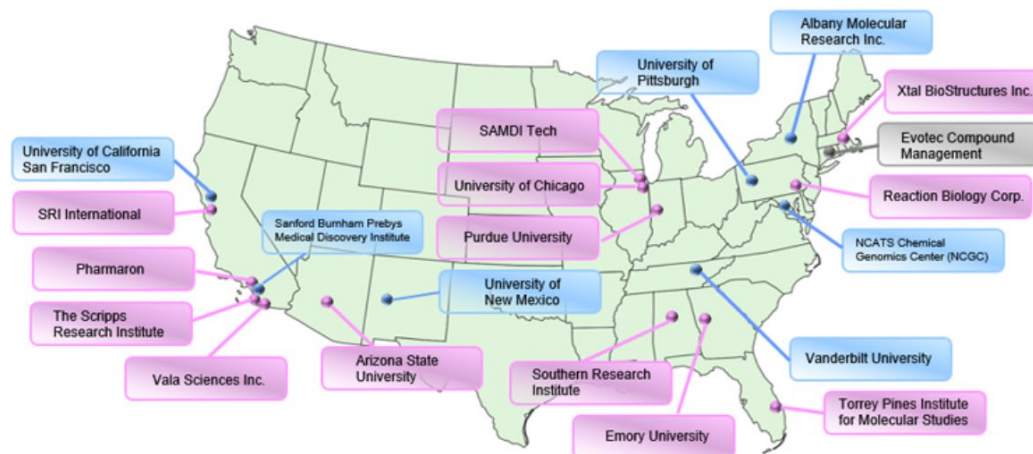 Albany Molecular
Research Inc.
University of
Pittsburgh
Xtal BioStructures Inc.
SAMDI Tech
Evotec Compound
Management
University of California
San Francisco
University of Chicago
Reaction Biology Corp.
SRI International
Sanford Burnham Prebys
Medical Discovery Institute
Purdue University
NCATS Chemical
Genomics Center (NCGC)
Pharmaron
University of
New Mexico
The Scripps
Research Institute
Vala Sciences Inc.
Arizona State
University
Southern Research
Institute
Vanderbilt University
Emory University
Torrey Pines Institute
for Molecular Studies